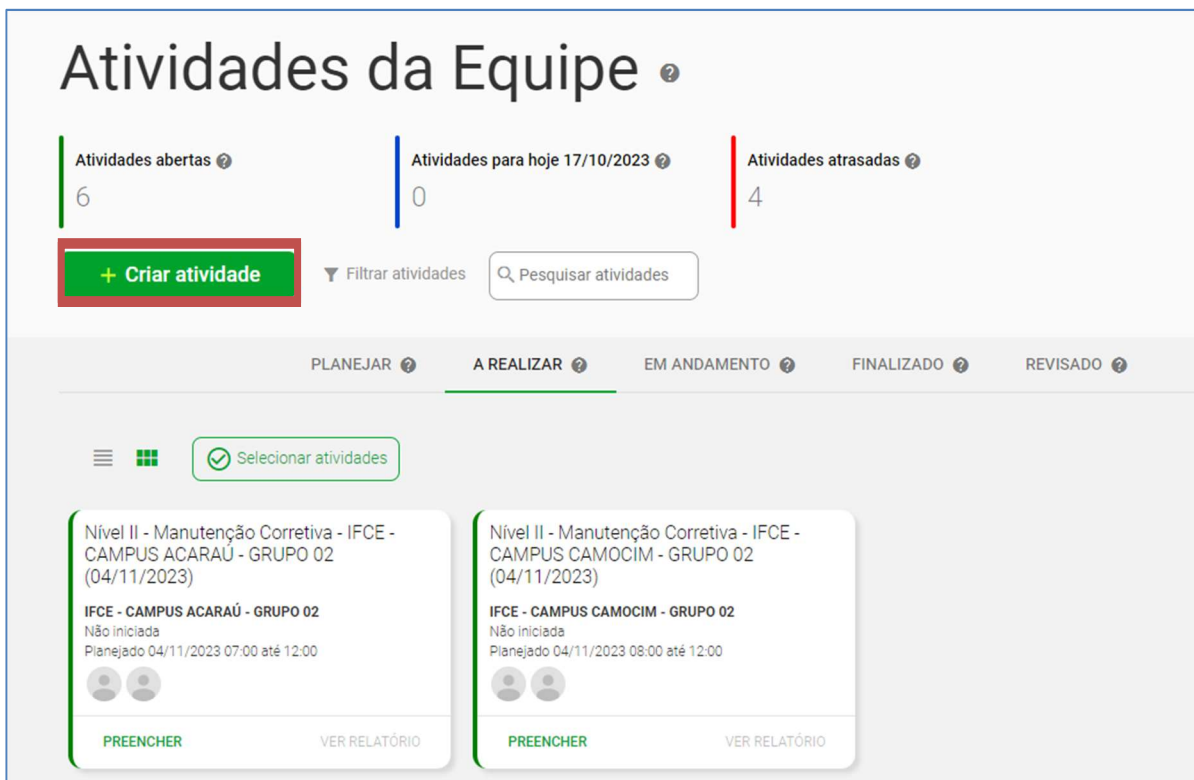 Atividades da Equipe
Atividades abertas
6
Atividades para hoje 17/10/2023
0
Atividades atrasadas
4
+ Criar atividade
Filtrar atividades
Pesquisar atividades
PLANEJAR
A REALIZAR
EM ANDAMENTO
FINALIZADO
REVISADO
Selecionar atividades
Nível II - Manutenção Corretiva - IFCE -
CAMPUS ACARAÚ - GRUPO 02
(04/11/2023)
IFCE - CAMPUS ACARAÚ - GRUPO 02
Não iniciada
Planejado 04/11/2023 07:00 até 12:00
PREENCHER
VER RELATÓRIO
Nível II - Manutenção Corretiva - IFCE -
CAMPUS CAMOCIM - GRUPO 02
(04/11/2023)
IFCE - CAMPUS CAMOCIM - GRUPO 02
Não iniciada
Planejado 04/11/2023 08:00 até 12:00
PREENCHER
VER RELATÓRIO